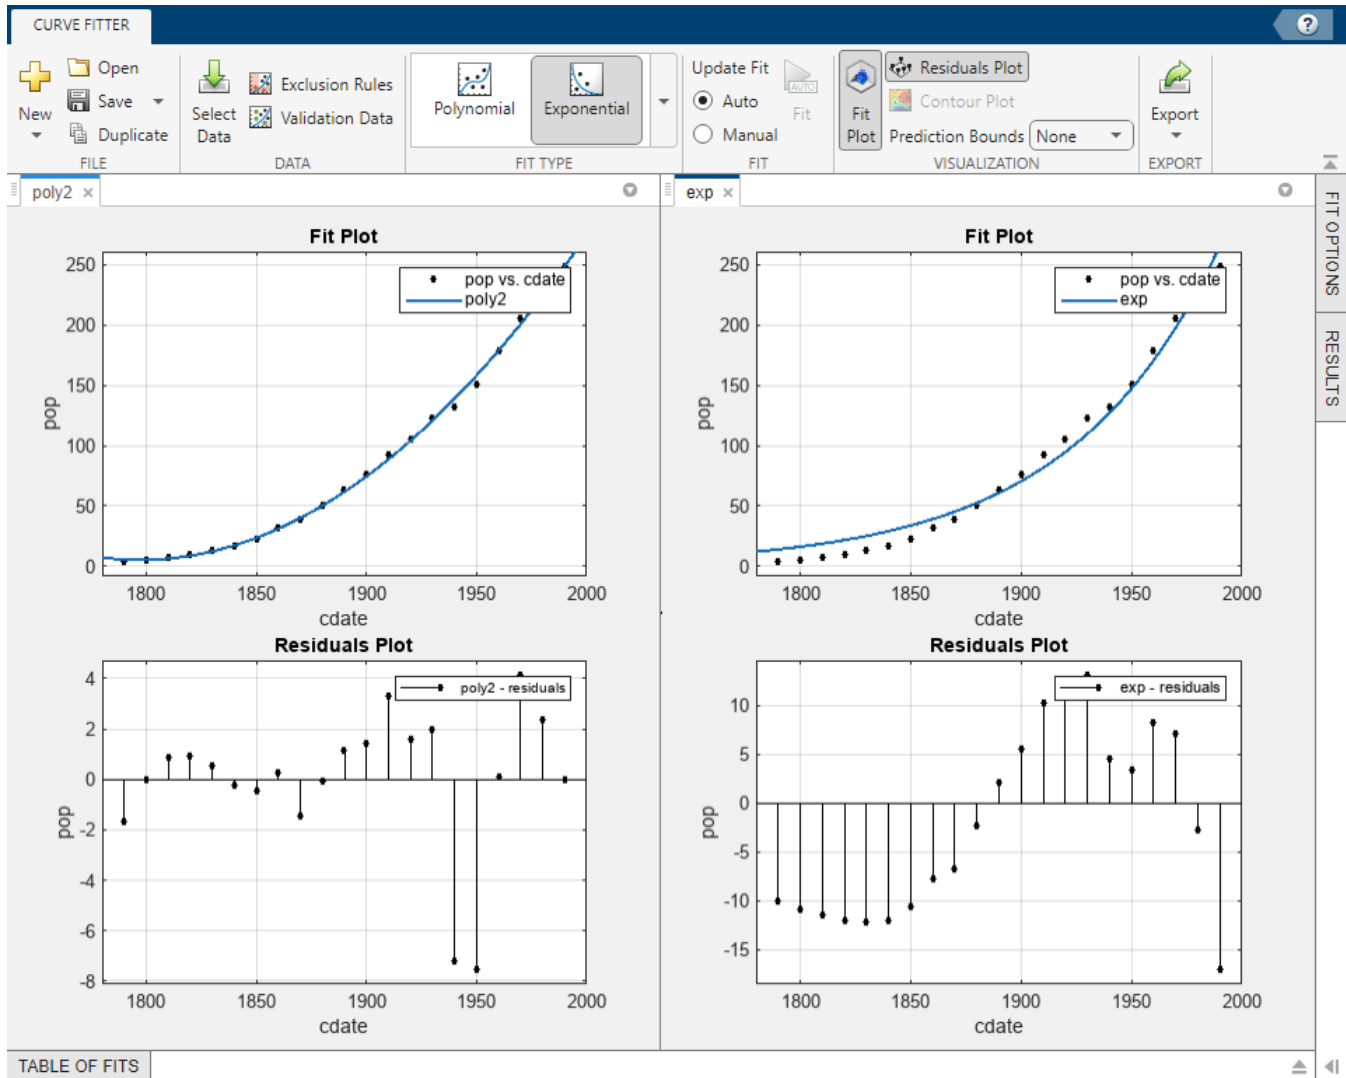 CURVE FITTER
?
New
Open
Save
Duplicate
FILE
Select
Data
Exclusion Rules
Validation Data
DATA
Polynomial
Exponential
FIT TYPE
Update Fit
Auto
Manual
AUTO
Fit
FIT
Fit
Plot
Residuals Plot
Contour Plot
Prediction Bounds None
VISUALIZATION
Export
EXPORT
poly2
Fit Plot
pop vs. cdate
poly2
250
200
150
100
50
0
pop
1800 1850 1900 1950 2000
cdate
Residuals Plot
poly2 - residuals
4
2
0
-2
-4
-6
-8
pop
1800 1850 1900 1950 2000
cdate
exp
Fit Plot
pop vs. cdate
exp
250
200
150
100
50
0
pop
1800 1850 1900 1950 2000
cdate
Residuals Plot
exp - residuals
10
5
0
-5
-10
-15
pop
1800 1850 1900 1950 2000
cdate
FIT OPTIONS
RESULTS
TABLE OF FITS